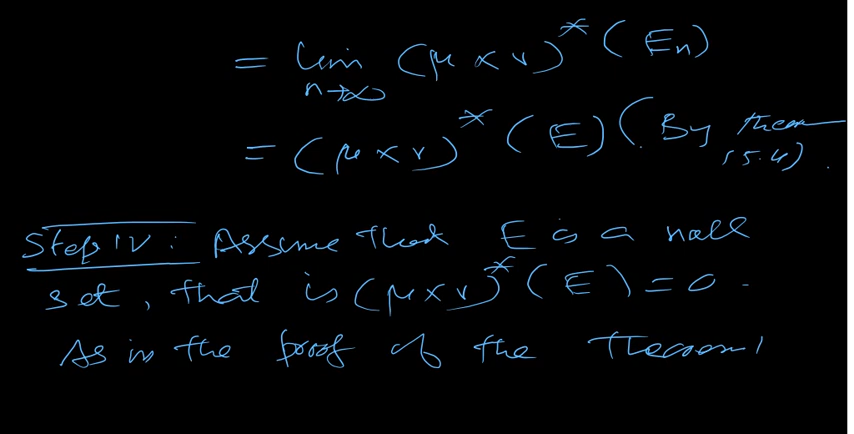 = lim (μ × ν)* (En)
n→∞
= (μ × ν)* (E) (By theorem
15.4).
Step IV: Assume that E is a null
set, that is (μ × ν)* (E) = 0.
As in the proof of the Theorem